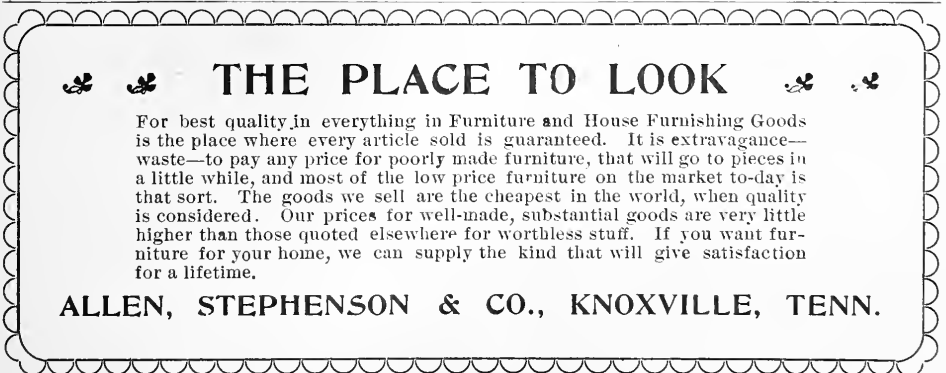 THE PLACE TO LOOK
For best quality in everything in Furniture and House Furnishing Goods
is the place where every article sold is guaranteed. It is extravagance—
waste—to pay any price for poorly made furniture, that will go to pieces in
a little while, and most of the low price furniture on the market to-day is
that sort. The goods we sell are the cheapest in the world, when quality
is considered. Our prices for well-made, substantial goods are very little
higher than those quoted elsewhere for worthless stuff. If you want fur-
niture for your home, we can supply the kind that will give satisfaction
for a lifetime.
ALLEN, STEPHENSON & CO., KNOXVILLE, TENN.